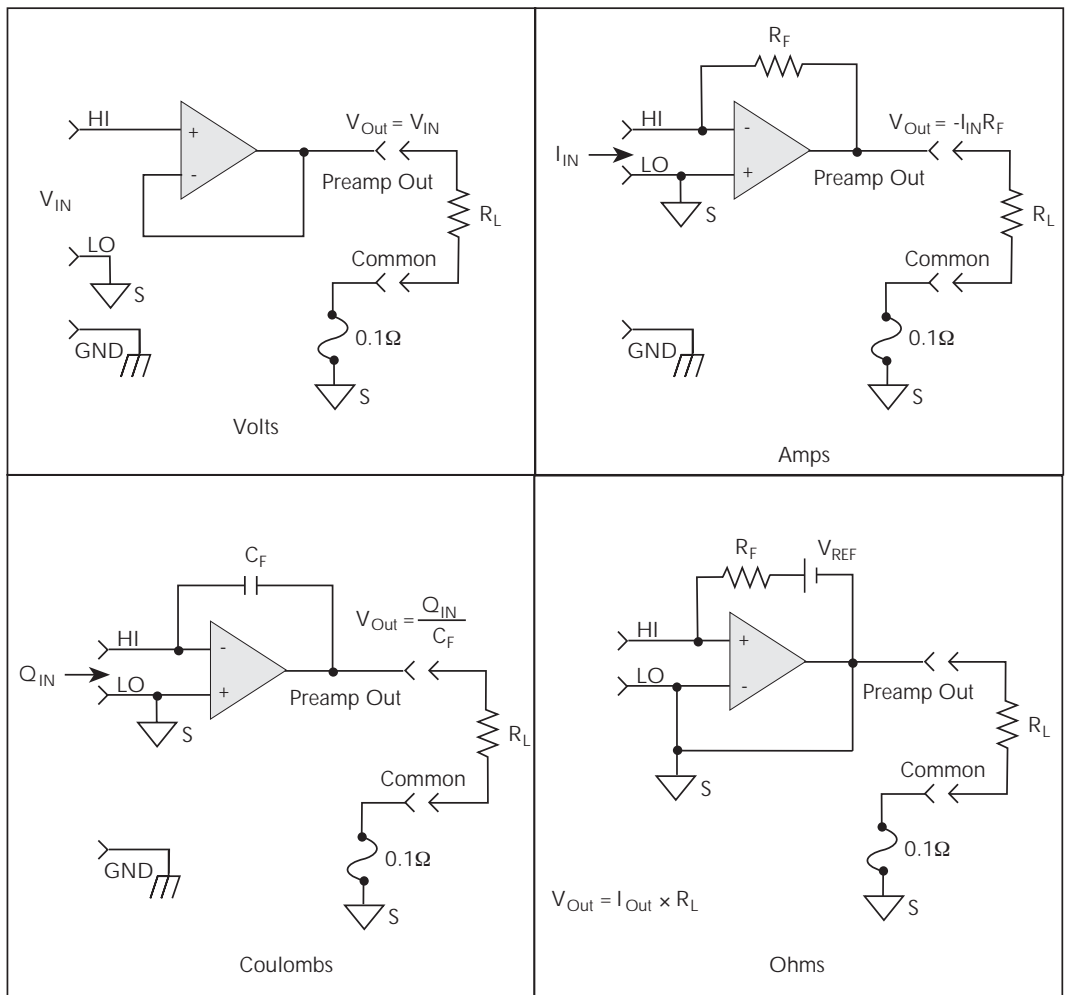 HI
+
-
V_Out = V_IN
Preamp Out
V_IN
R_L
LO
S
Common
GND
0.1Ω
S
Volts
R_F
HI
-
V_Out = -I_IN R_F
I_IN
LO
+
Preamp Out
S
R_L
Common
GND
0.1Ω
S
Amps
C_F
V_Out = Q_IN
C_F
HI
-
Q_IN
LO
+
Preamp Out
S
R_L
Common
GND
0.1Ω
S
Coulombs
R_F
V_REF
HI
+
LO
-
Preamp Out
R_L
S
Common
0.1Ω
V_Out = I_Out × R_L
S
Ohms